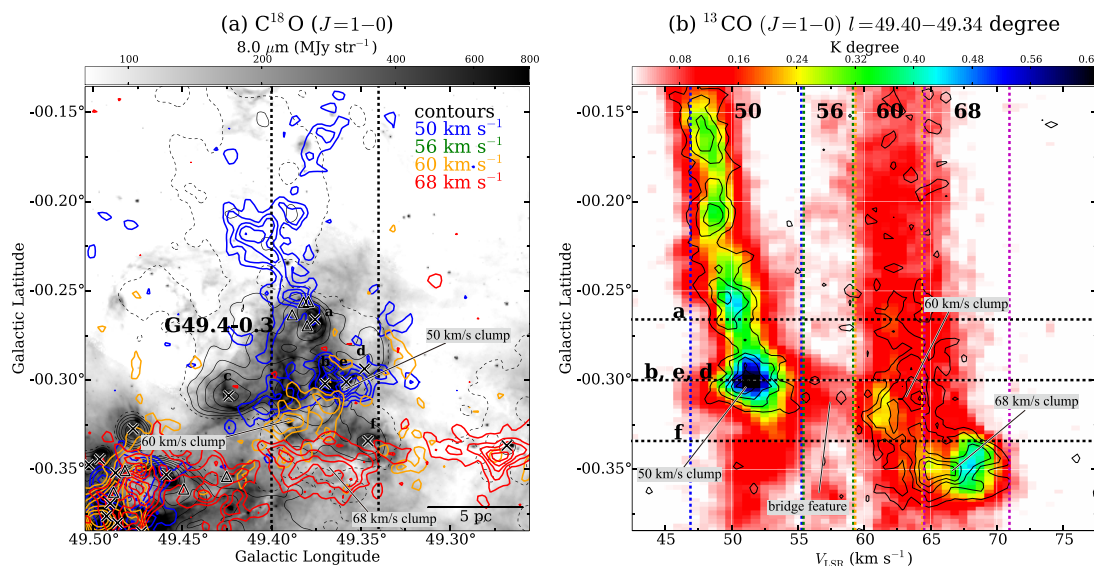 (a) C¹⁸O (J=1−0)
8.0 μm (MJy str⁻¹)
100 200 300 400 500 600 700 800
Galactic Latitude
-00.15°
-00.20°
-00.25°
-00.30°
-00.35°
contours
50 km s⁻¹
56 km s⁻¹
60 km s⁻¹
68 km s⁻¹
G49.4-0.3
a
b
e
d
c
f
50 km/s clump
60 km/s clump
68 km/s clump
5 pc
49.50 49.45 49.40 49.35 49.30
Galactic Longitude
(b) ¹³CO (J=1−0) l=49.40−49.34 degree
K degree
0.08 0.16 0.24 0.32 0.40 0.48 0.56 0.6
Galactic Latitude
-00.15°
-00.20°
-00.25°
-00.30°
-00.35°
50 56 60 68
a
b, e, d
f
60 km/s clump
68 km/s clump
50 km/s clump
bridge feature
45 50 55 60 65 70 75
V_LSR (km s⁻¹)